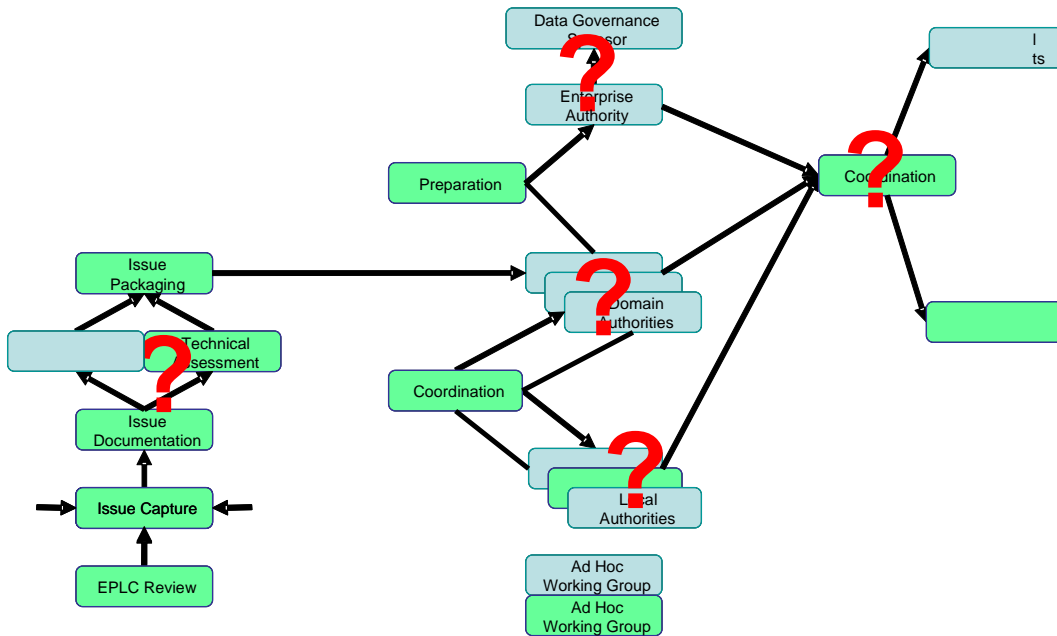 Data Governance
Enterprise
Authority
Preparation
Coordination
Issue
Packaging
Domain
Authorities
Technical
Coordination
Issue
Documentation
Authorities
Issue Capture
EPLC Review
Ad Hoc
Working Group
Ad Hoc
Working Group
ts